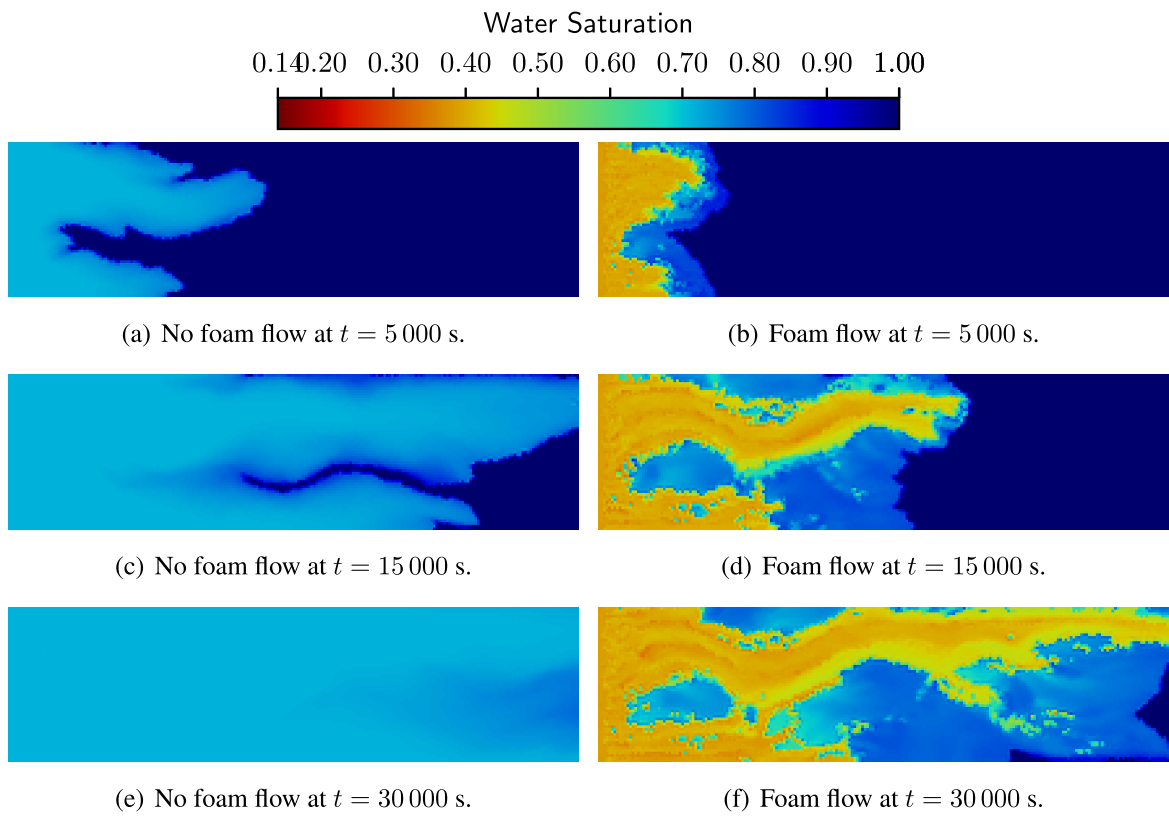 Water Saturation
0.14 0.20 0.30 0.40 0.50 0.60 0.70 0.80 0.90 1.00
(a) No foam flow at t = 5 000 s.
(b) Foam flow at t = 5 000 s.
(c) No foam flow at t = 15 000 s.
(d) Foam flow at t = 15 000 s.
(e) No foam flow at t = 30 000 s.
(f) Foam flow at t = 30 000 s.